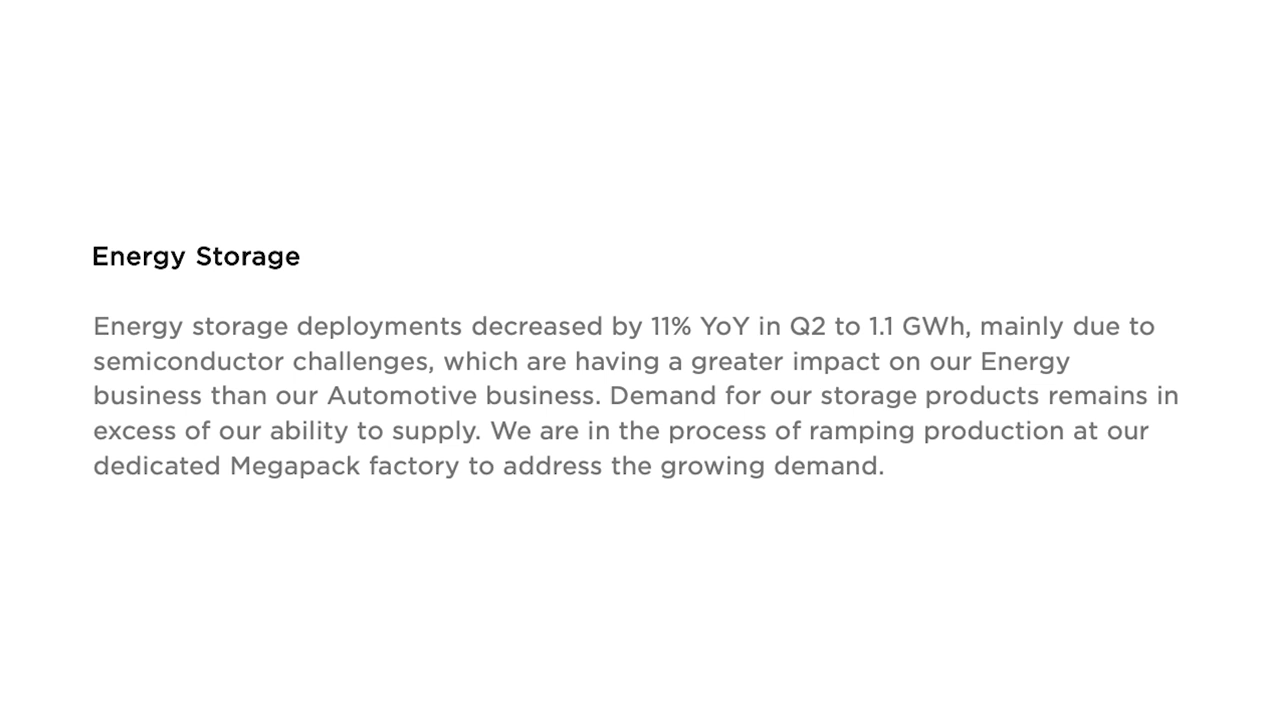 Energy Storage
Energy storage deployments decreased by 11% YoY in Q2 to 1.1 GWh, mainly due to
semiconductor challenges, which are having a greater impact on our Energy
business than our Automotive business. Demand for our storage products remains in
excess of our ability to supply. We are in the process of ramping production at our
dedicated Megapack factory to address the growing demand.